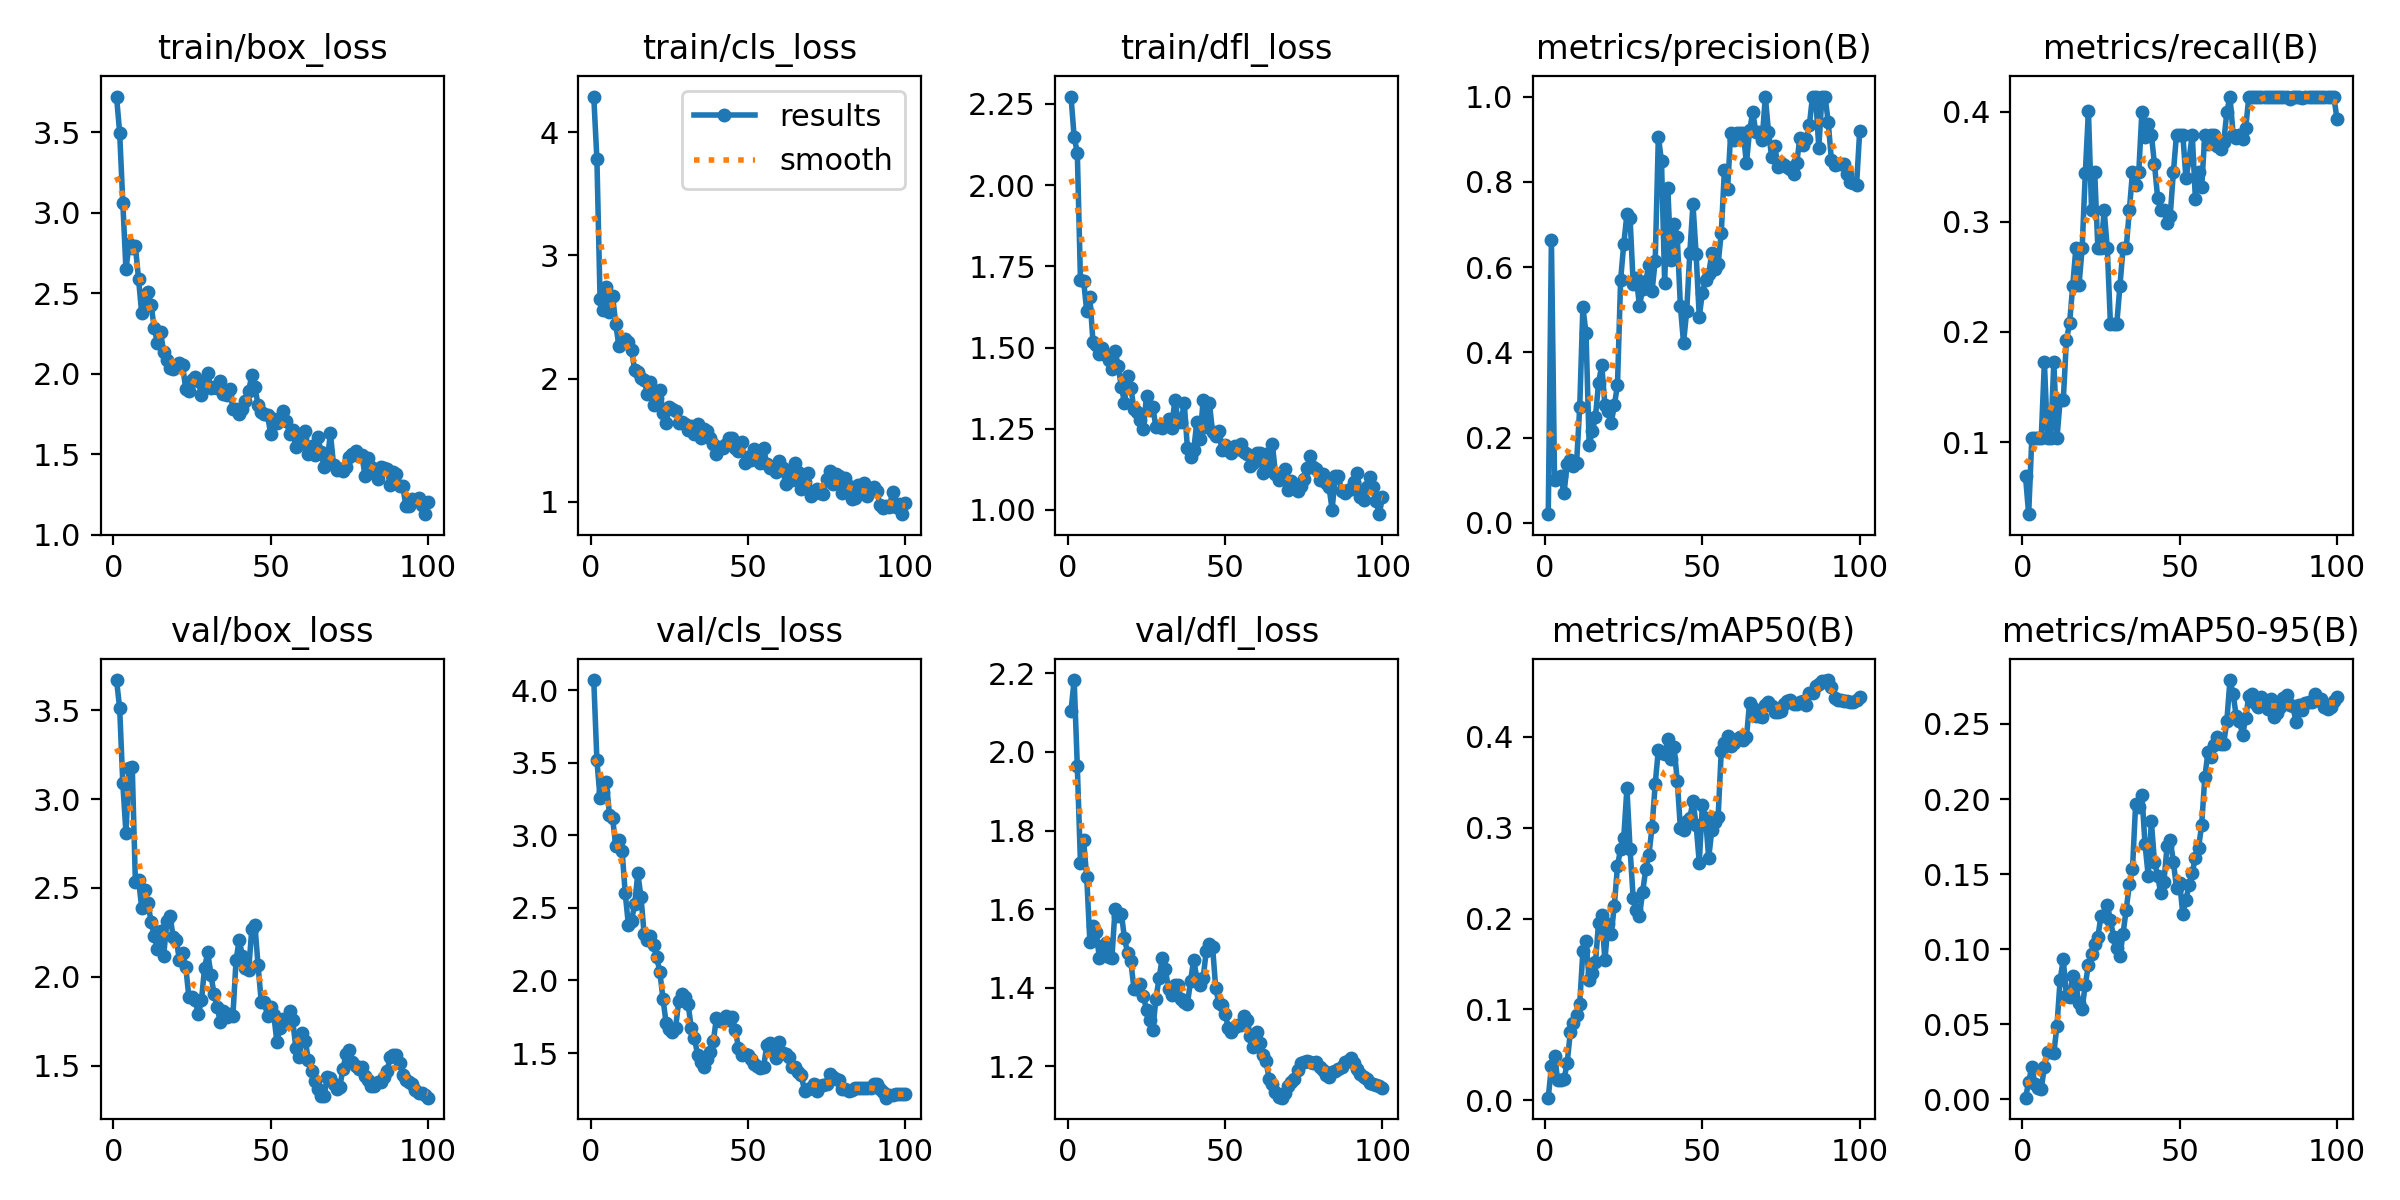 train/box_loss
3.5
3.0
2.5
2.0
1.5
1.0
0 50 100
train/cls_loss
results
smooth
4
3
2
1
0 50 100
train/dfl_loss
2.25
2.00
1.75
1.50
1.25
1.00
0 50 100
metrics/precision(B)
1.0
0.8
0.6
0.4
0.2
0.0
0 50 100
metrics/recall(B)
0.4
0.3
0.2
0.1
0 50 100
val/box_loss
3.5
3.0
2.5
2.0
1.5
0 50 100
val/cls_loss
4.0
3.5
3.0
2.5
2.0
1.5
0 50 100
val/dfl_loss
2.2
2.0
1.8
1.6
1.4
1.2
0 50 100
metrics/mAP50(B)
0.4
0.3
0.2
0.1
0.0
0 50 100
metrics/mAP50-95(B)
0.25
0.20
0.15
0.10
0.05
0.00
0 50 100